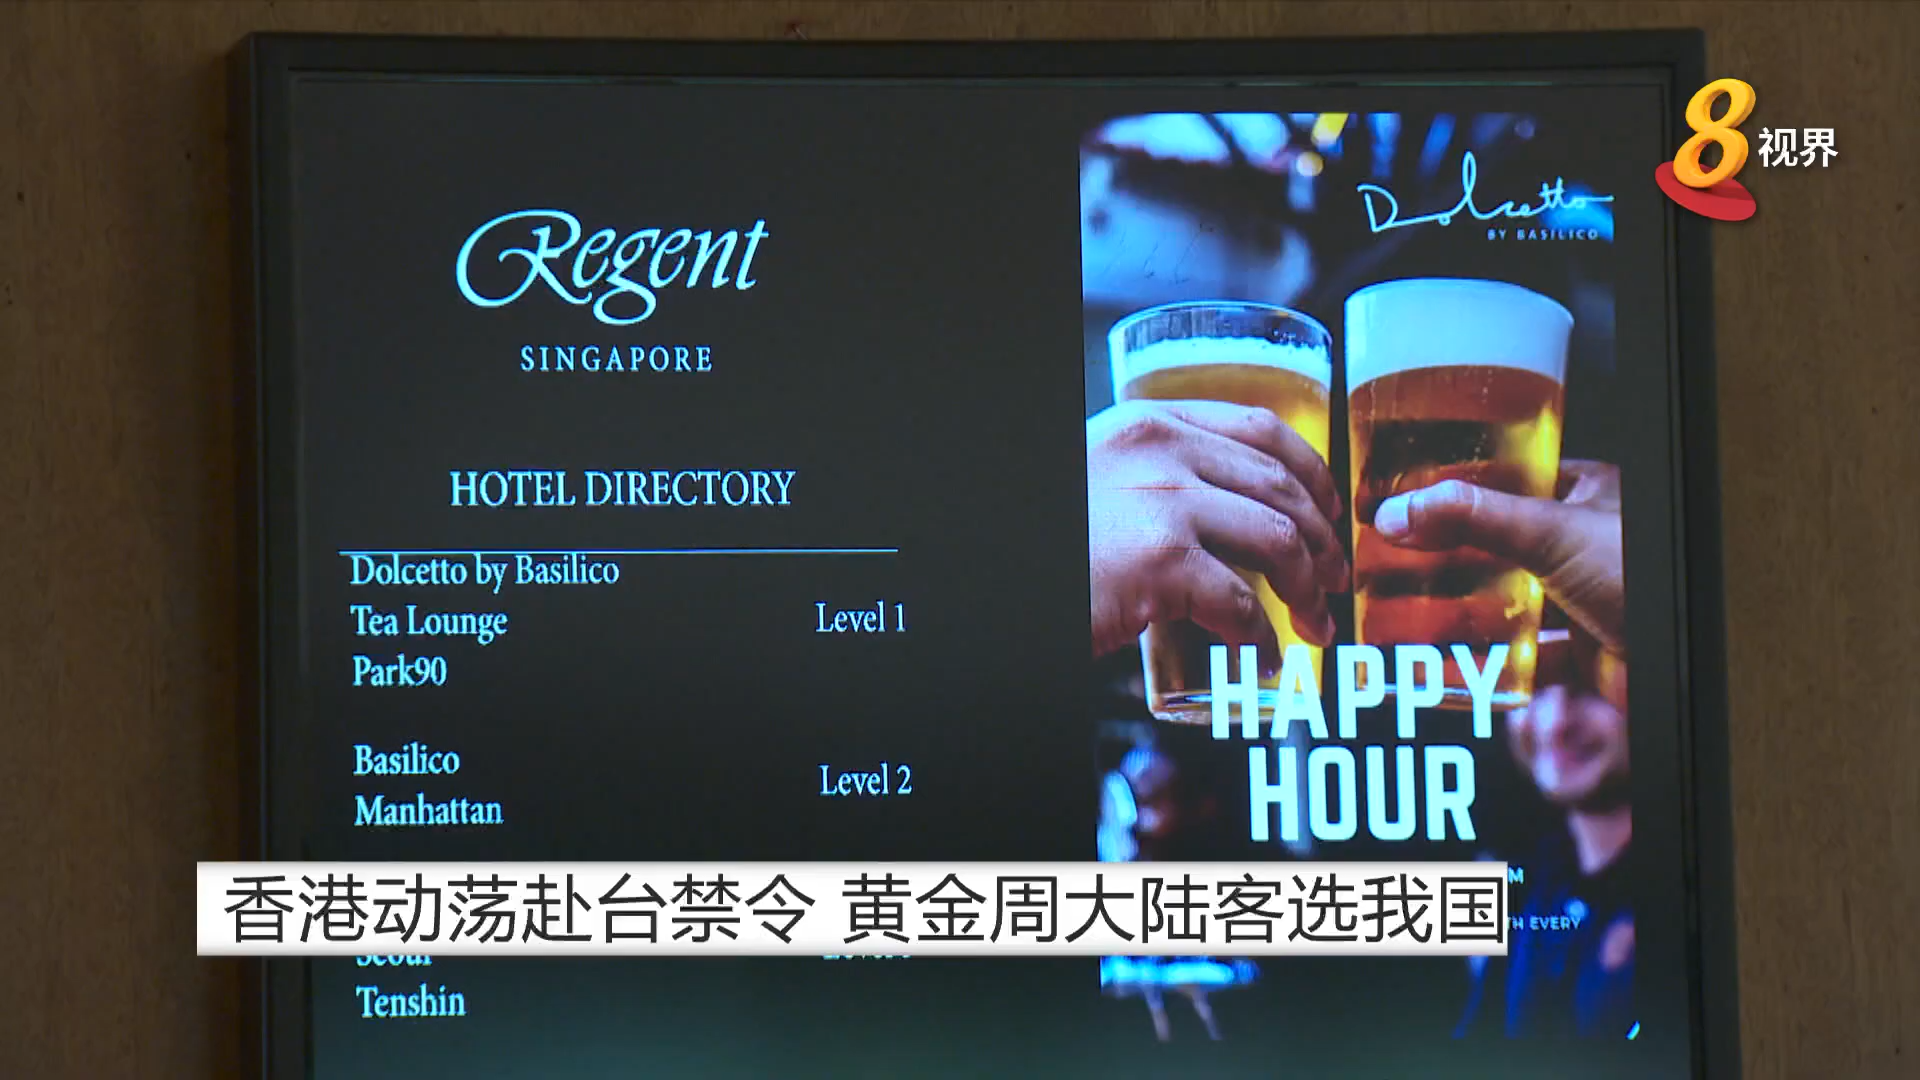 8视界
Regent
SINGAPORE
HOTEL DIRECTORY
Dolcetto by Basilico
Tea Lounge
Level 1
Park90
Basilico
Level 2
Manhattan
Tenshin
Dolcetto
BY BASILICO
HAPPY
HOUR
EVERY
香港动荡赴台禁令 黄金周大陆客选我国